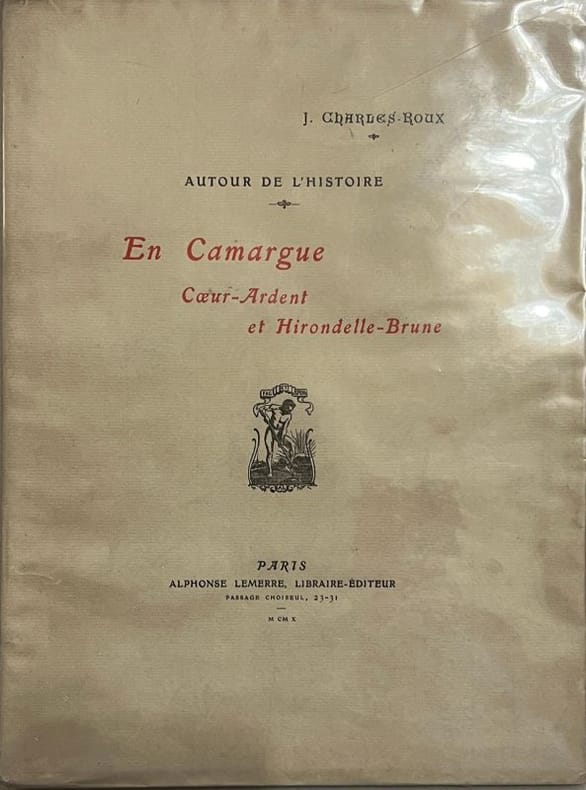 J. Charles-Roux
AUTOUR DE L'HISTOIRE
En Camargue
Cœur-Ardent
et Hirondelle-Brune
PARIS
ALPHONSE LEMERRE, LIBRAIRE-ÉDITEUR
PASSAGE CHOISEUL, 23-31
M CM X